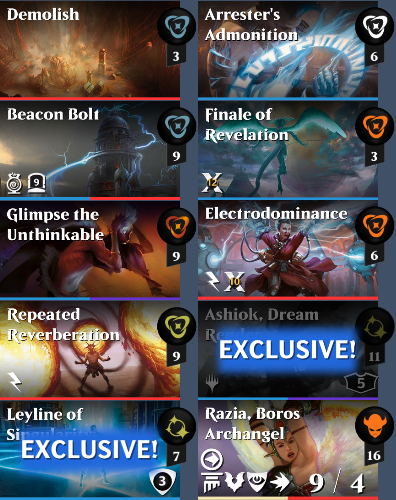 Demolish
3
Arrester's
Admonition
6
Beacon Bolt
9
9
Finale of
Revelation
X 12
3
Glimpse the
Unthinkable
9
Electrodominance
X 10
6
Repeated
Reverberation
9
Ashiok, Dream
EXCLUSIVE!
11
5
Leyline of
EXCLUSIVE!
7
3
Razia, Boros
Archangel
16
9 / 4